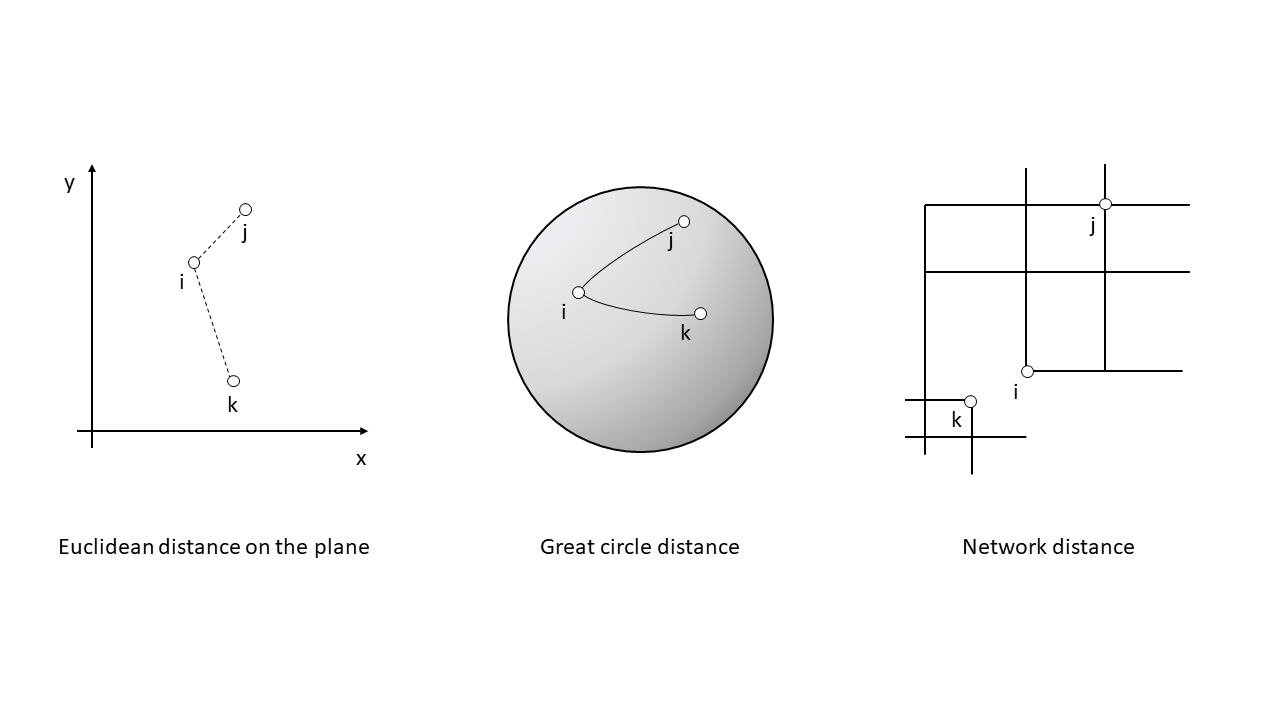 y
j
i
k
x
Euclidean distance on the plane
j
i
k
Great circle distance
j
i
k
Network distance